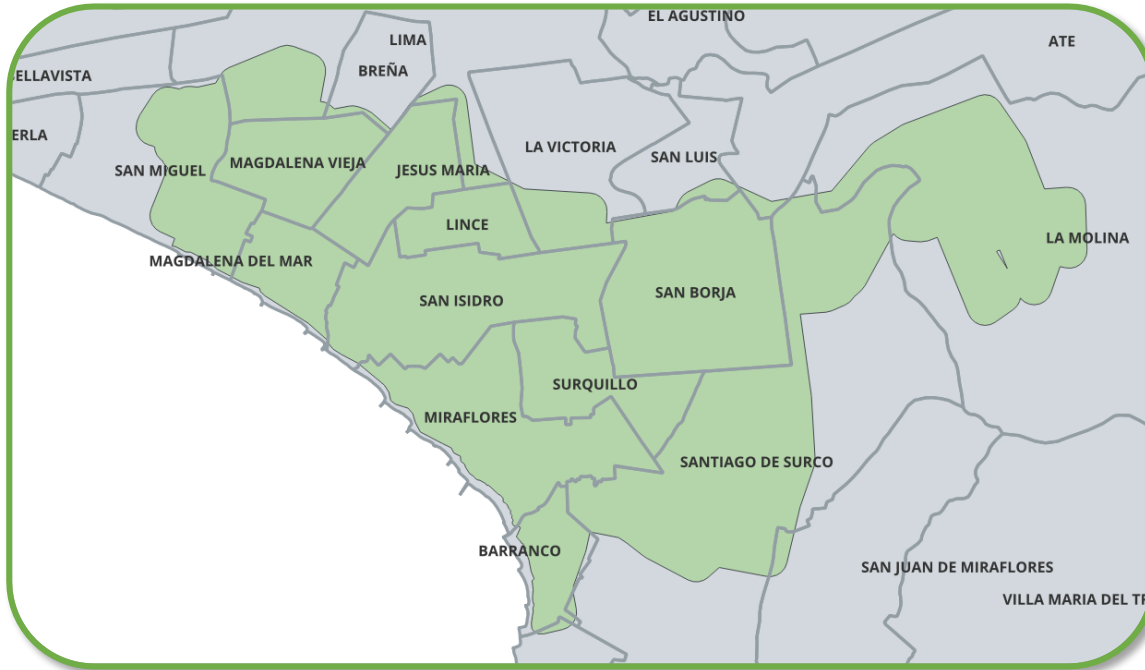 EL AGUSTINO
LIMA
ATE
BREÑA
ELLAVISTA
ERLA
LA VICTORIA
SAN LUIS
MAGDALENA VIEJA
SAN MIGUEL
JESUS MARIA
LINCE
LA MOLINA
MAGDALENA DEL MAR
SAN BORJA
SAN ISIDRO
SURQUILLO
MIRAFLORES
SANTIAGO DE SURCO
BARRANCO
SAN JUAN DE MIRAFLORES
VILLA MARIA DEL TR